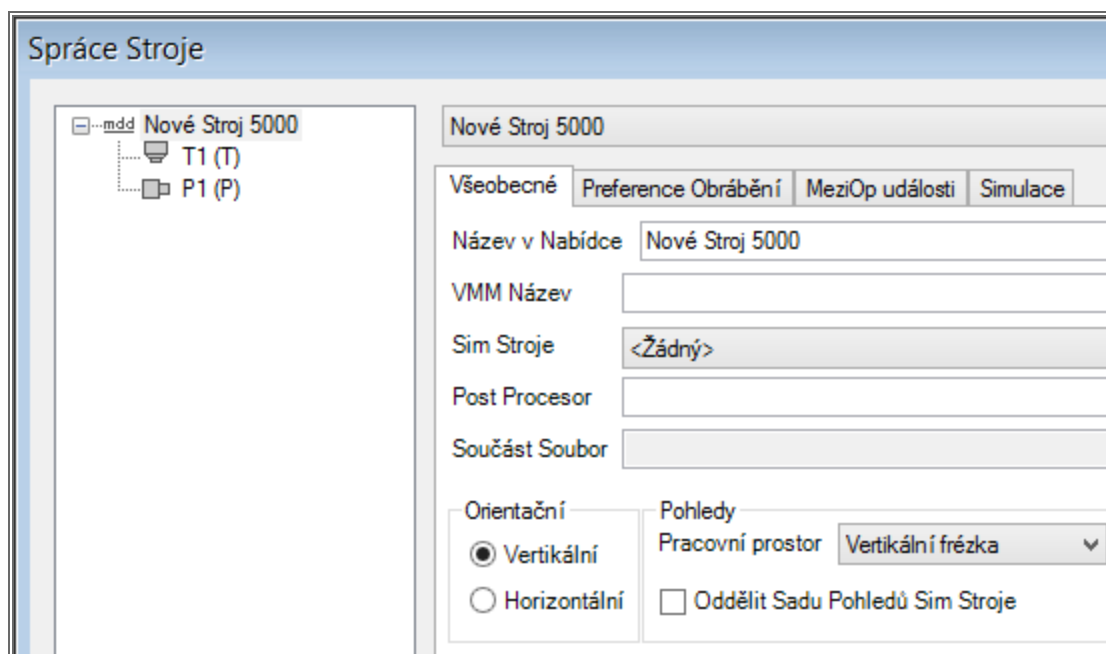 Spráce Stroje
mdd Nové Stroj 5000
T1 (T)
P1 (P)
Nové Stroj 5000
Všeobecné Preference Obrábění MeziOp události Simulace
Název v Nabídce Nové Stroj 5000
VMM Název
Sim Stroje <Žádný>
Post Procesor
Součást Soubor
Orientační Pohledy
Vertikální Pracovní prostor Vertikální frézka
Horizontální Oddělit Sadu Pohledů Sim Stroje